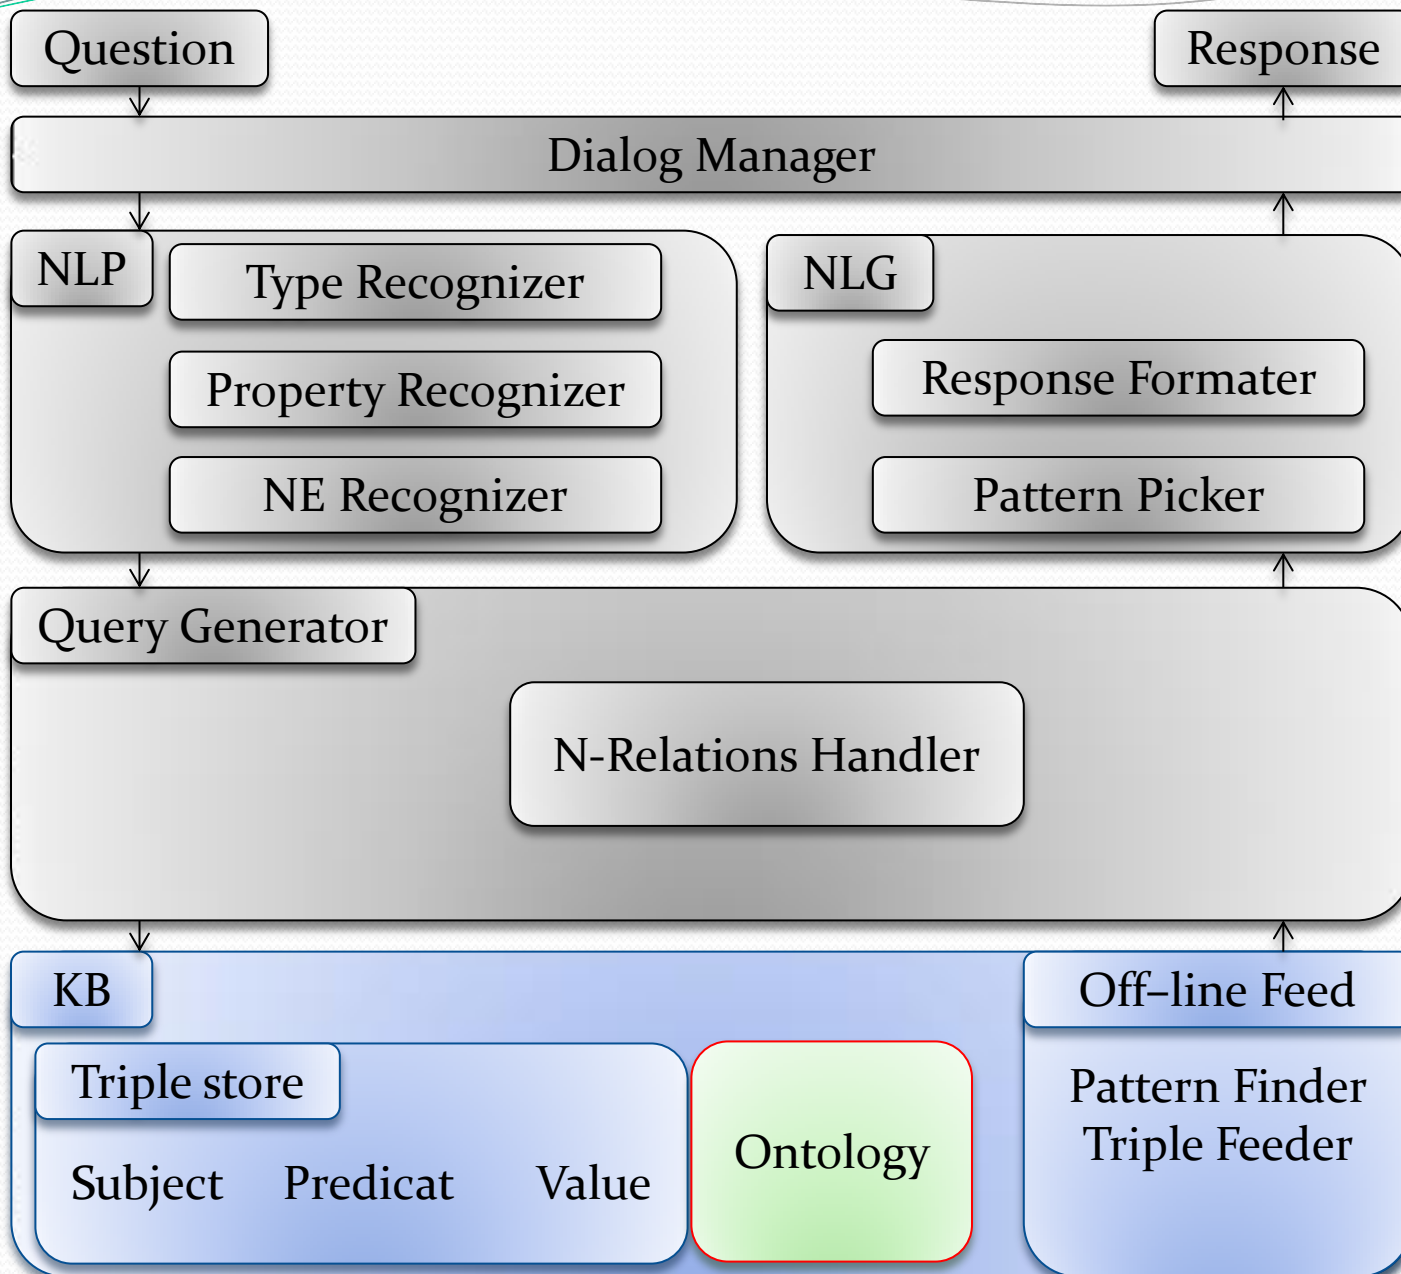 Question
Response
Dialog Manager
NLP
Type Recognizer
Property Recognizer
NE Recognizer
NLG
Response Formater
Pattern Picker
Query Generator
N-Relations Handler
KB
Triple store
Subject Predicat Value
Ontology
Off–line Feed
Pattern Finder
Triple Feeder